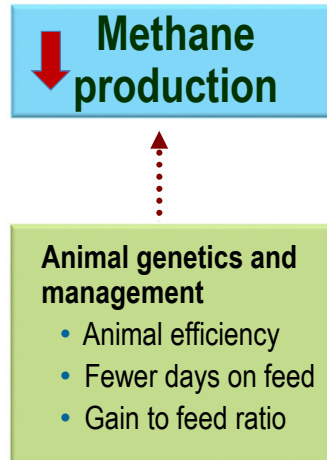 Methane
production
Animal genetics and
management
• Animal efficiency
• Fewer days on feed
• Gain to feed ratio